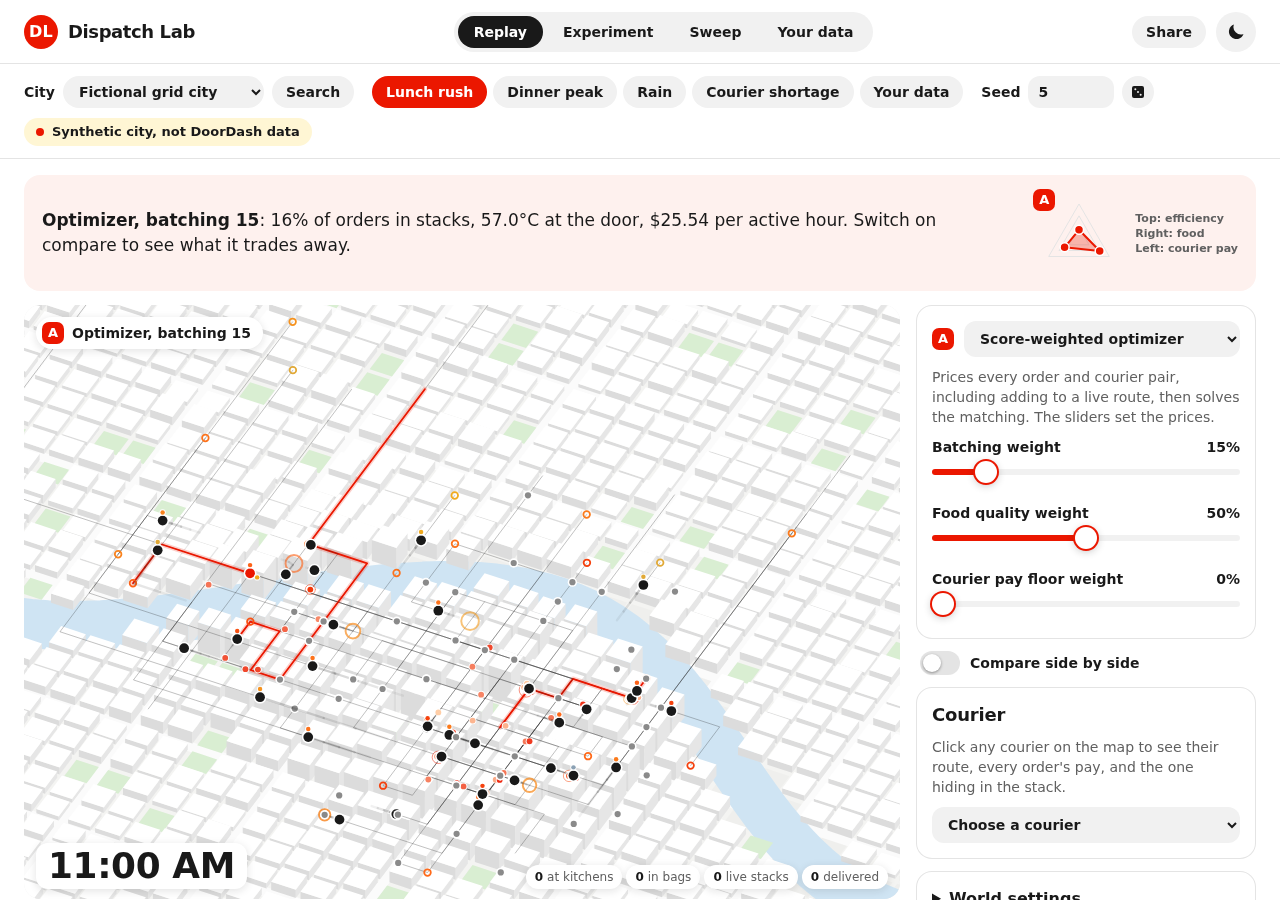 DL Dispatch Lab
Replay Experiment Sweep Your data
Share
City Fictional grid city Search Lunch rush Dinner peak Rain Courier shortage Your data Seed 5
Synthetic city, not DoorDash data
Optimizer, batching 15: 16% of orders in stacks, 57.0°C at the door, $25.54 per active hour. Switch on
compare to see what it trades away.
A
Top: efficiency
Right: food
Left: courier pay
A Optimizer, batching 15
11:00 AM
0 at kitchens 0 in bags 0 live stacks 0 delivered
A Score-weighted optimizer
Prices every order and courier pair,
including adding to a live route, then solves
the matching. The sliders set the prices.
Batching weight 15%
Food quality weight 50%
Courier pay floor weight 0%
Compare side by side
Courier
Click any courier on the map to see their
route, every order's pay, and the one
hiding in the stack.
Choose a courier
World settings